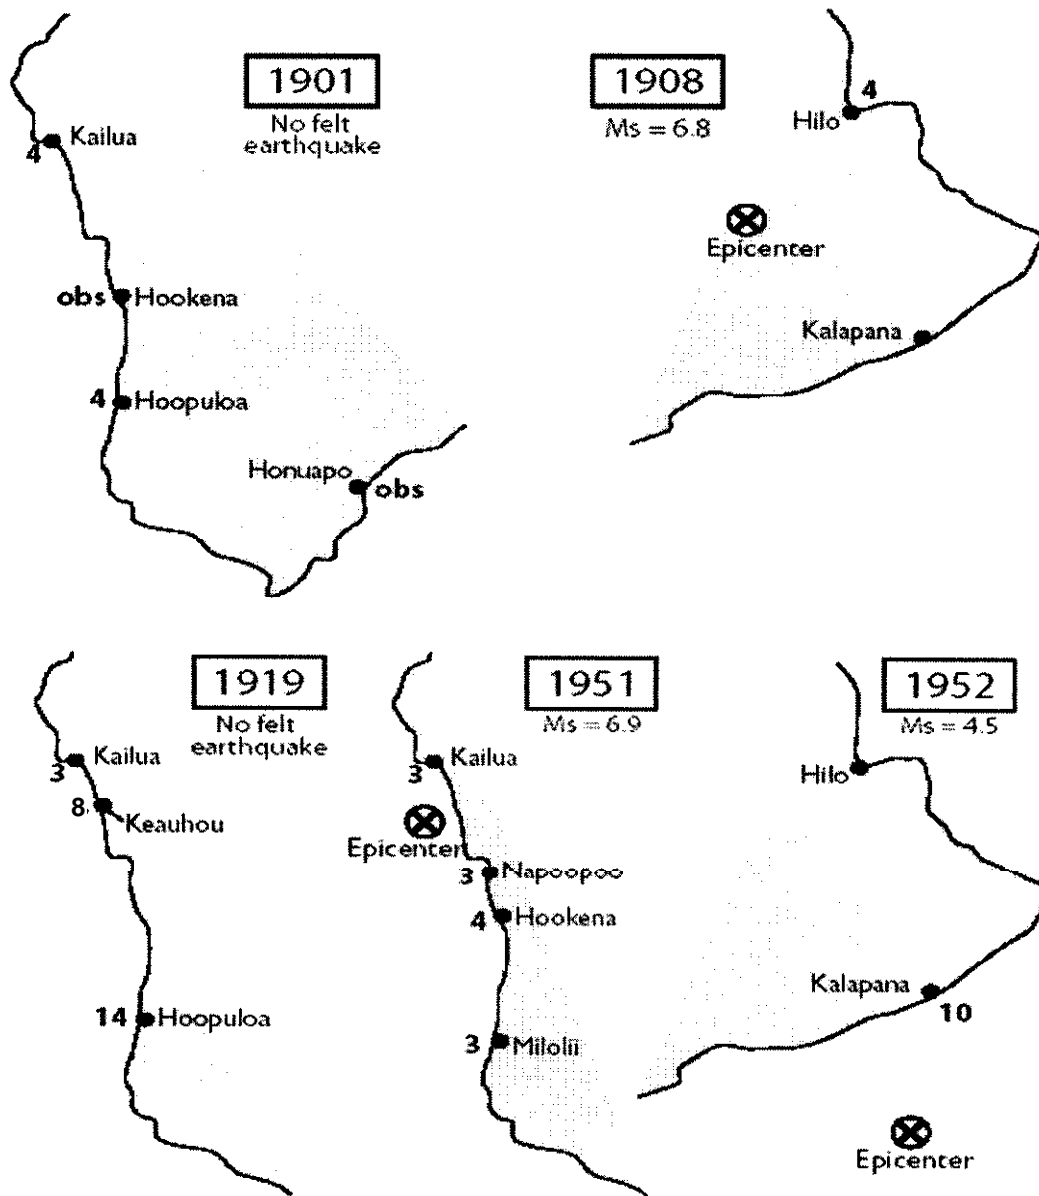 1901
No felt
earthquake
Kailua
4
obs Hookena
4 Hoopuloa
Honuapo
obs
1908
Ms = 6.8
4
Hilo
Epicenter
Kalapana
1919
No felt
earthquake
Kailua
3
8
Keauhou
14 Hoopuloa
1951
Ms = 6.9
Kailua
3
Epicenter
3 Napoopoo
4 Hookena
3 Milolii
1952
Ms = 4.5
Hilo
Kalapana
10
Epicenter